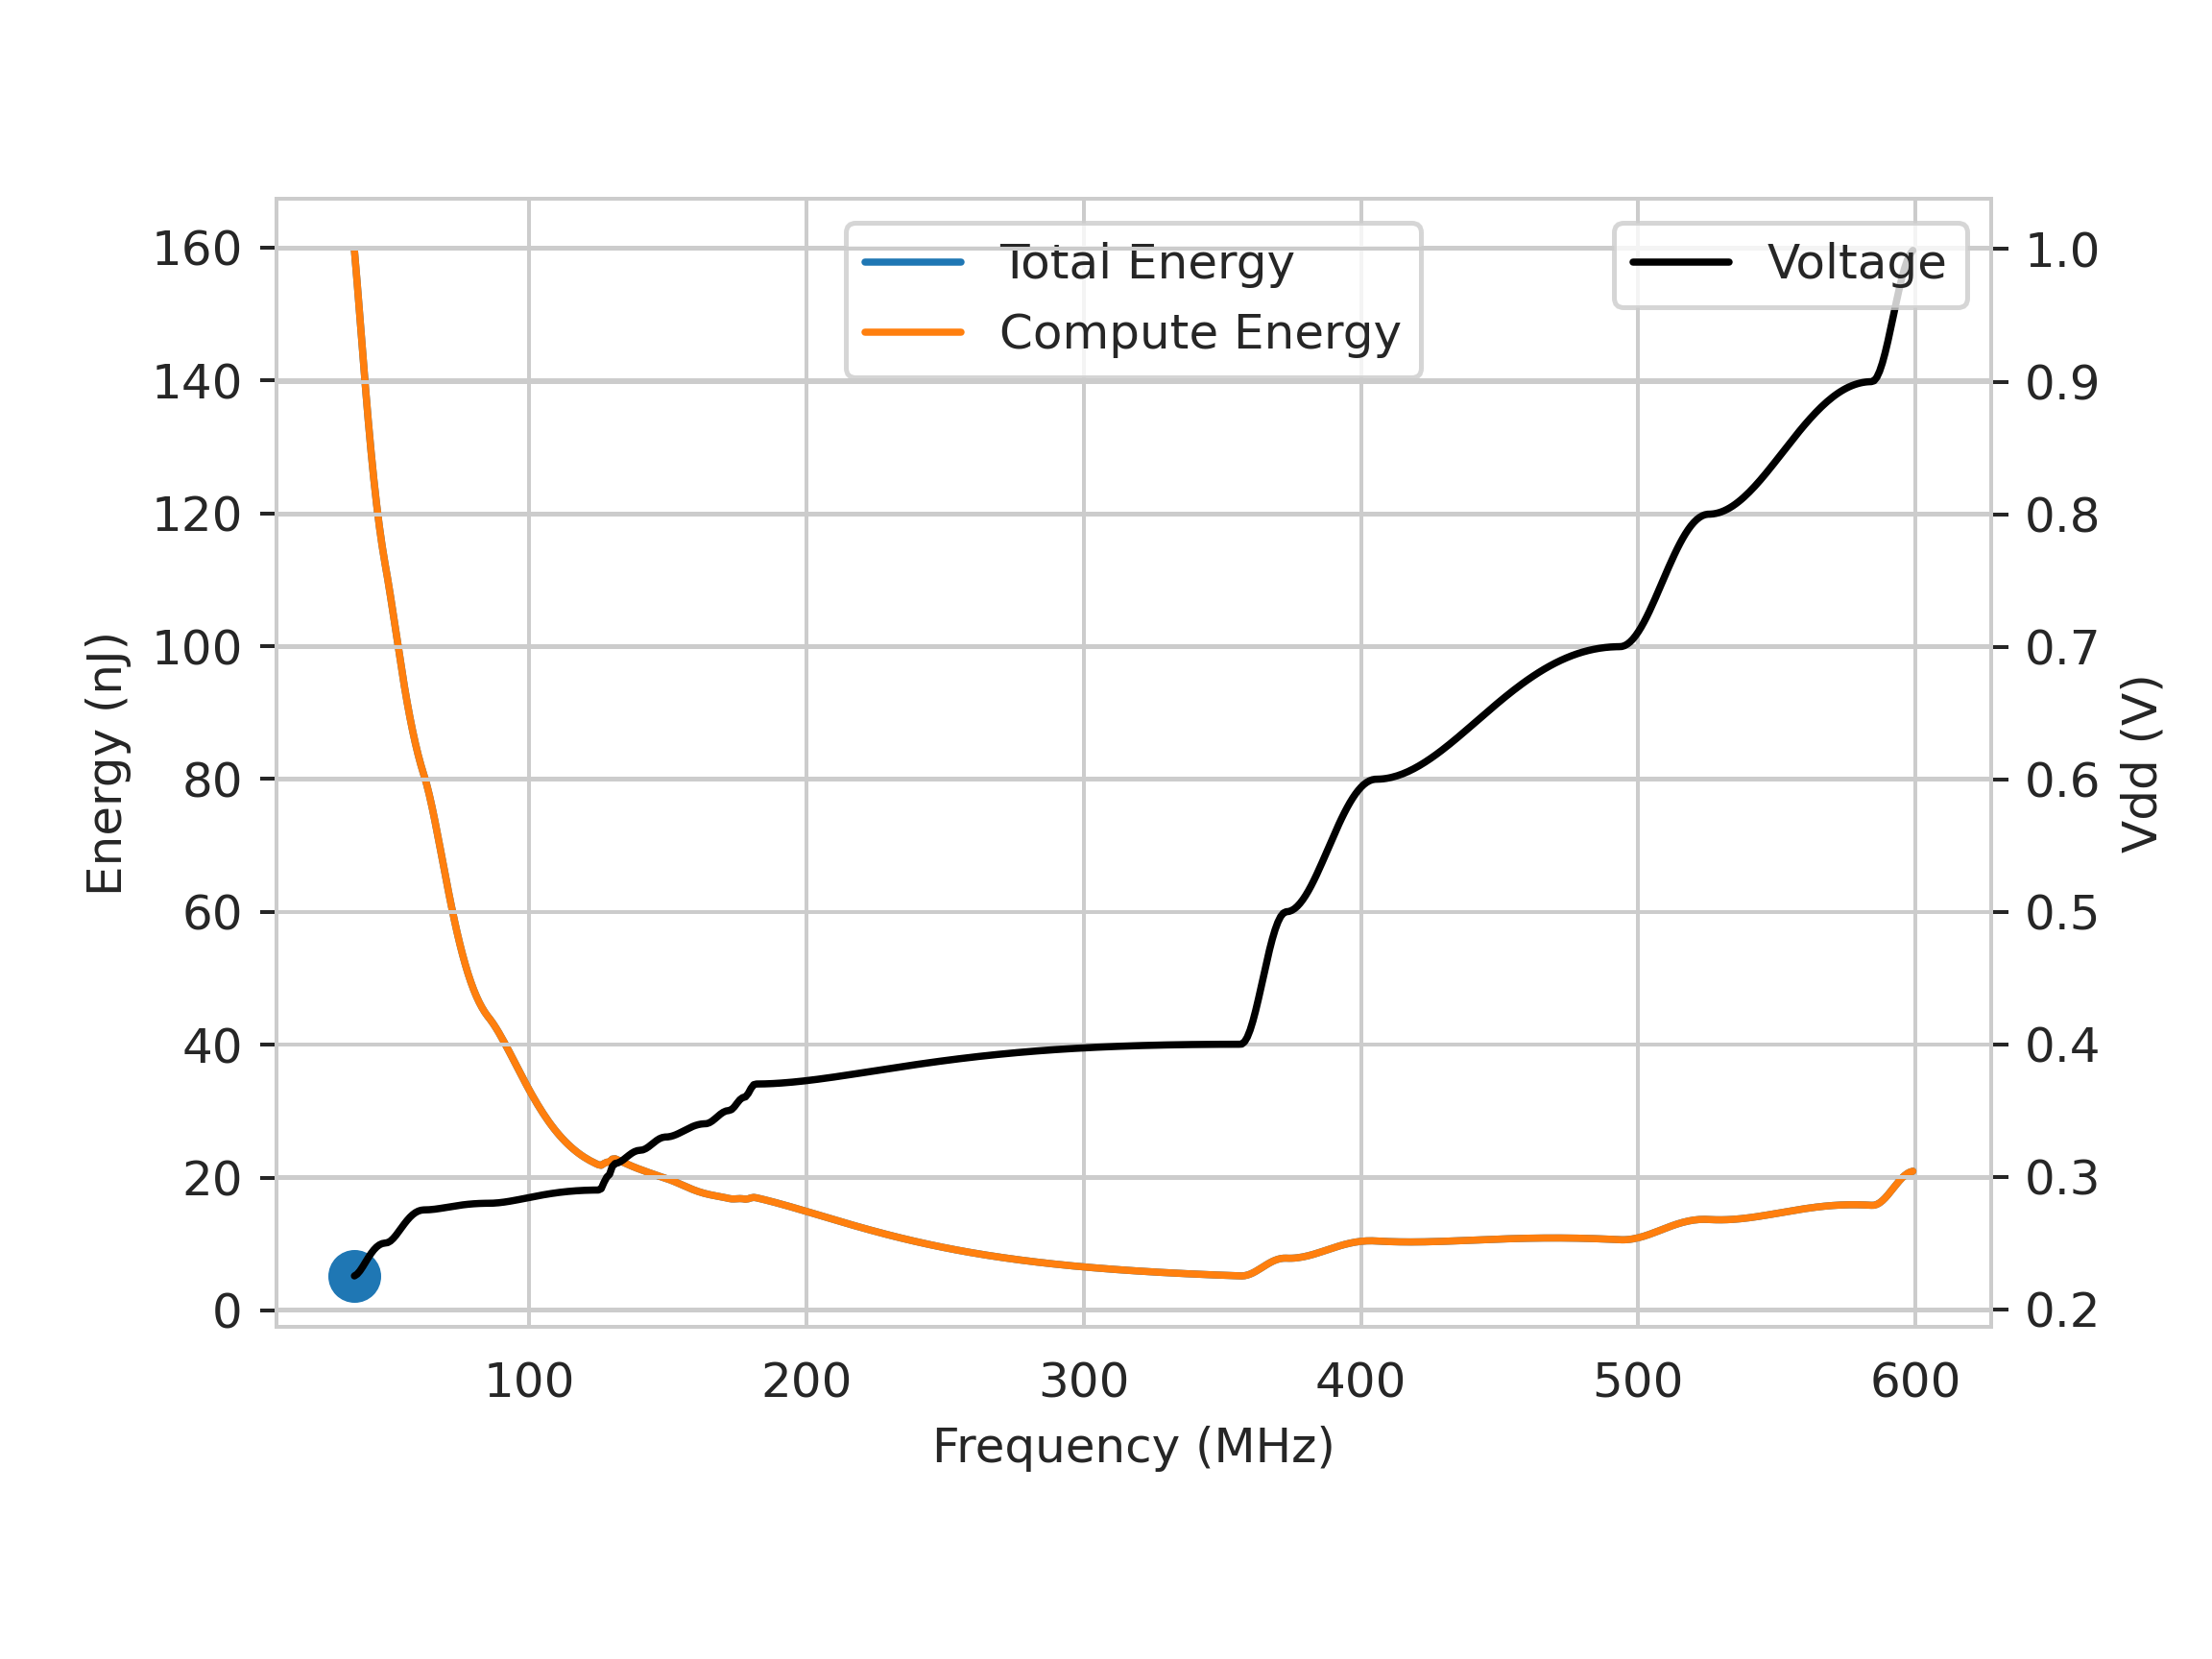 Total Energy
Compute Energy
Voltage
160
140
120
100
80
60
40
20
0
Energy (nJ)
1.0
0.9
0.8
0.7
0.6
0.5
0.4
0.3
0.2
Vdd (V)
100 200 300 400 500 600
Frequency (MHz)